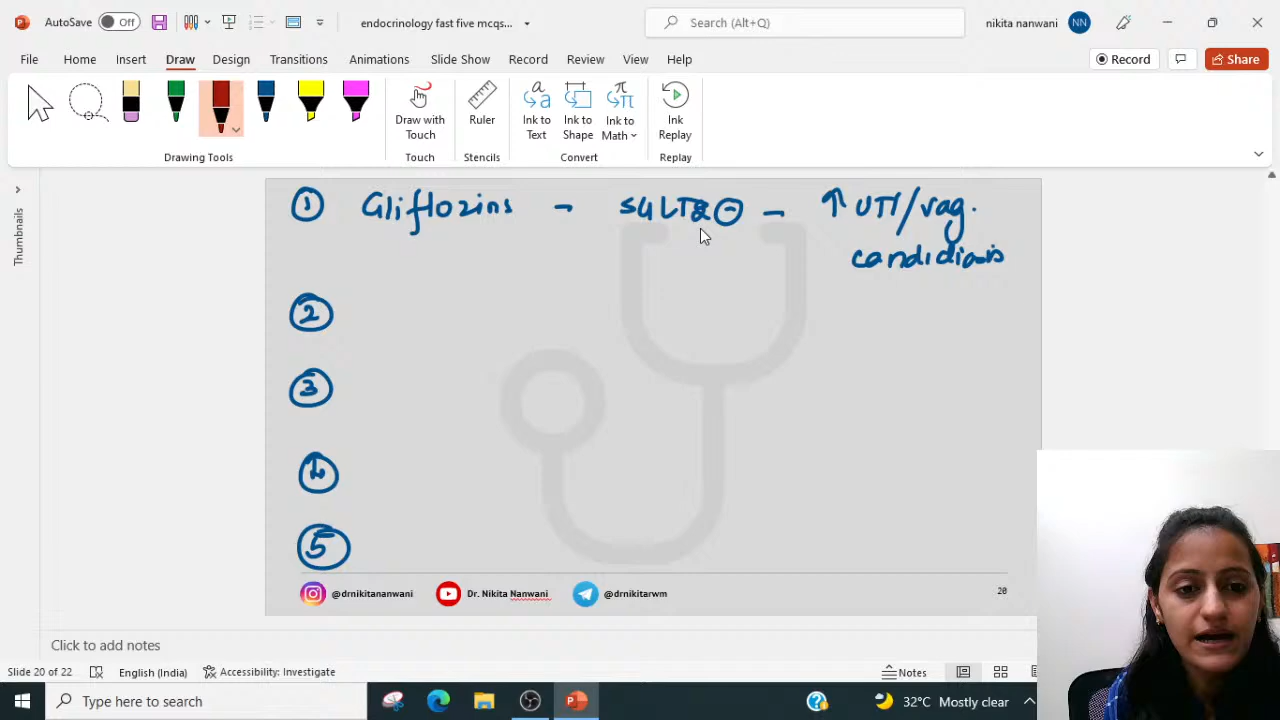 AutoSave Off endocrinology fast five mcqs... Search (Alt+Q) nikita nanwani NN
File Home Insert Draw Design Transitions Animations Slide Show Record Review View Help Record Share
Draw with Touch Ruler Ink to Text Ink to Shape Ink to Math Ink Replay
Drawing Tools Touch Stencils Convert Replay
Thumbnails
1 Gliflozins - SGLT2 - ↑ UTI/vag.
candidiasis
2
3
4
5
@drnikitananwani Dr. Nikita Nanwani @drnikitarwm 20
Click to add notes
Slide 20 of 22 English (India) Accessibility: Investigate Notes
Type here to search 32°C Mostly clear